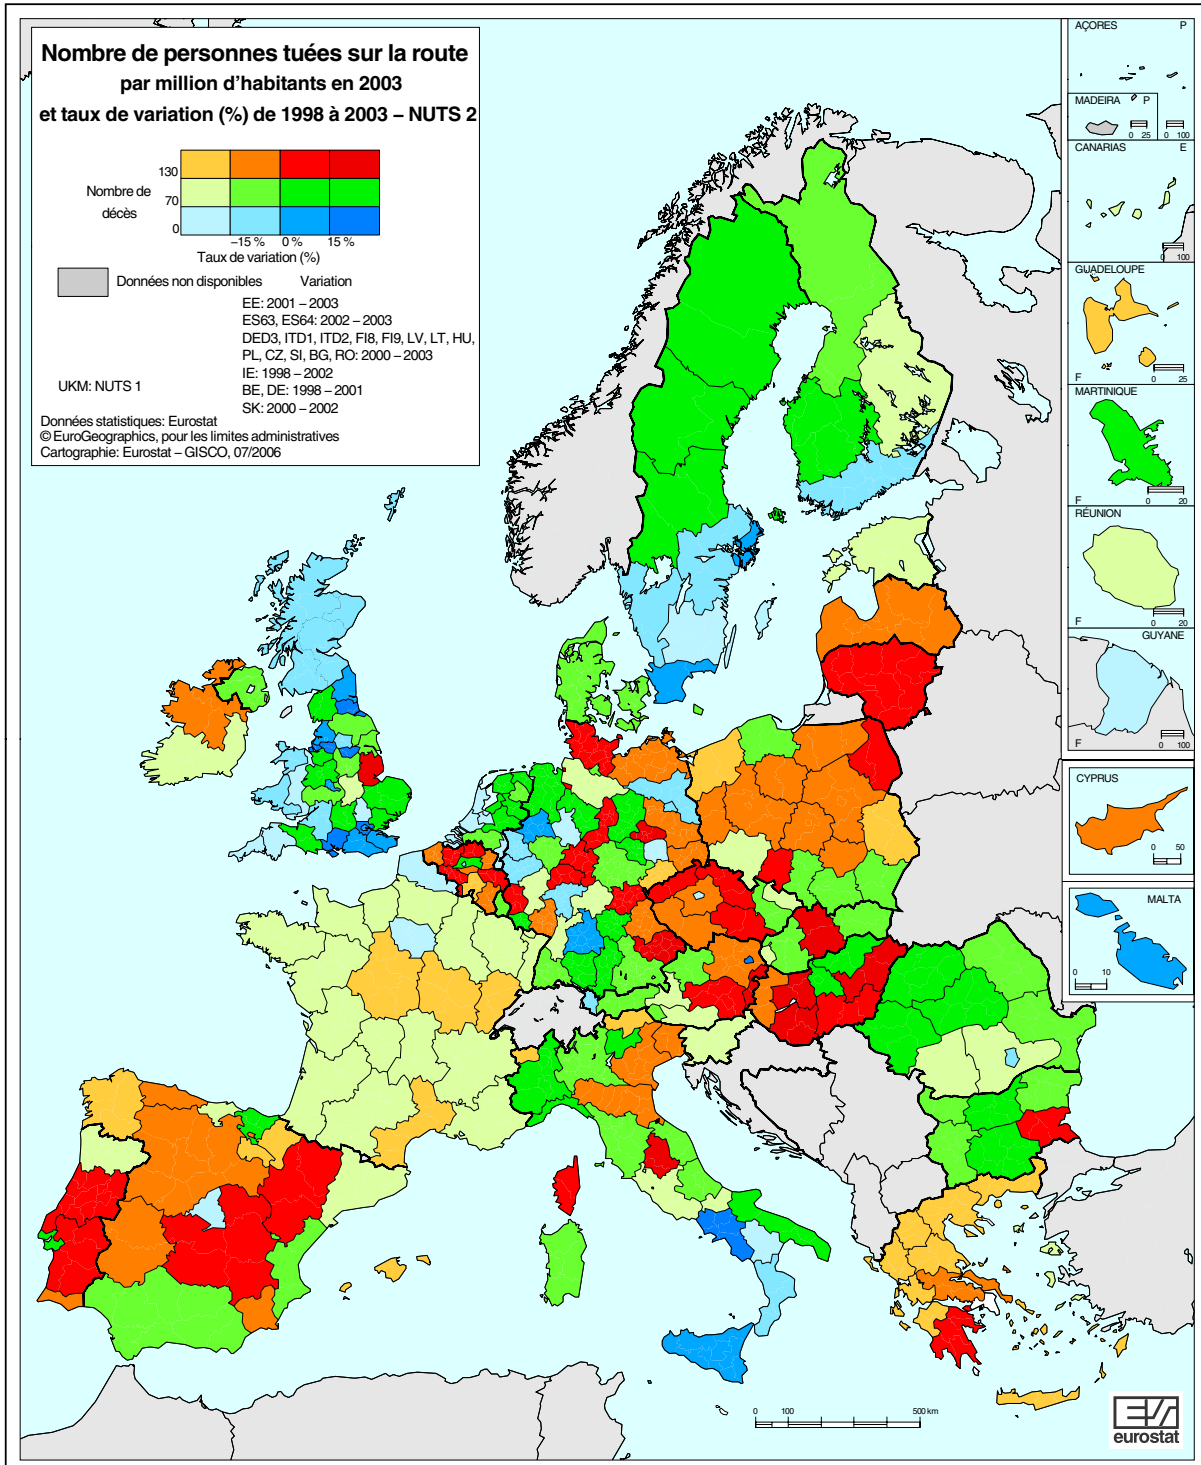 Nombre de personnes tuées sur la route
par million d'habitants en 2003
et taux de variation (%) de 1998 à 2003 – NUTS 2
130
70
0
Nombre de
décès
–15 % 0 % 15 %
Taux de variation (%)
Données non disponibles Variation
EE: 2001 – 2003
ES63, ES64: 2002 – 2003
DED3, ITD1, ITD2, FI8, FI9, LV, LT, HU,
PL, CZ, SI, BG, RO: 2000 – 2003
IE: 1998 – 2002
UKM: NUTS 1
BE, DE: 1998 – 2001
SK: 2000 – 2002
Données statistiques: Eurostat
© EuroGeographics, pour les limites administratives
Cartographie: Eurostat – GISCO, 07/2006
AÇORES P
MADEIRA P
0 25 0 100
CANARIAS E
0 100
GUADELOUPE
F 0 25
MARTINIQUE
F 0 20
RÉUNION
F 0 20
GUYANE
F 0 100
CYPRUS
0 50
MALTA
0 10
0 100 500 km
eurostat